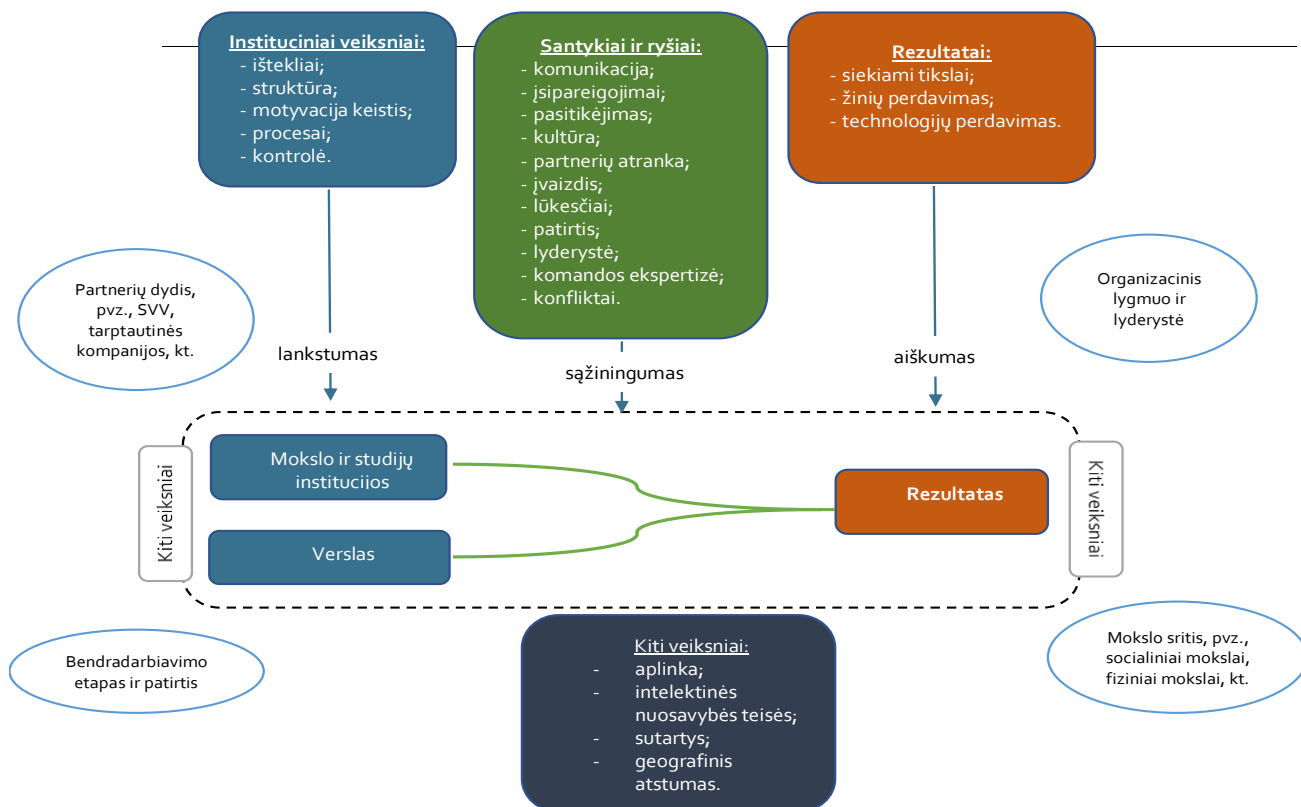 Instituciniai veiksniai:
- ištekliai;
- struktūra;
- motyvacija keistis;
- procesai;
- kontrolė.
Santykiai ir ryšiai:
- komunikacija;
- įsipareigojimai;
- pasitikėjimas;
- kultūra;
- partnerių atranka;
- įvaizdis;
- lūkesčiai;
- patirtis;
- lyderystė;
- komandos ekspertizė;
- konfliktai.
Rezultatai:
- siekiami tikslai;
- žinių perdavimas;
- technologijų perdavimas.
Partnerių dydis,
pvz., SVV,
tarptautinės
kompanijos, kt.
Organizacinis
lygmuo ir
lyderystė
lankstumas
sąžiningumas
aiškumas
Kiti veiksniai
Mokslo ir studijų
institucijos
Verslas
Rezultatas
Kiti veiksniai
Bendradarbiavimo
etapas ir patirtis
Kiti veiksniai:
- aplinka;
- intelektinės
nuosavybės teisės;
- sutartys;
- geografinis
atstumas.
Mokslo sritis, pvz.,
socialiniai mokslai,
fiziniai mokslai, kt.